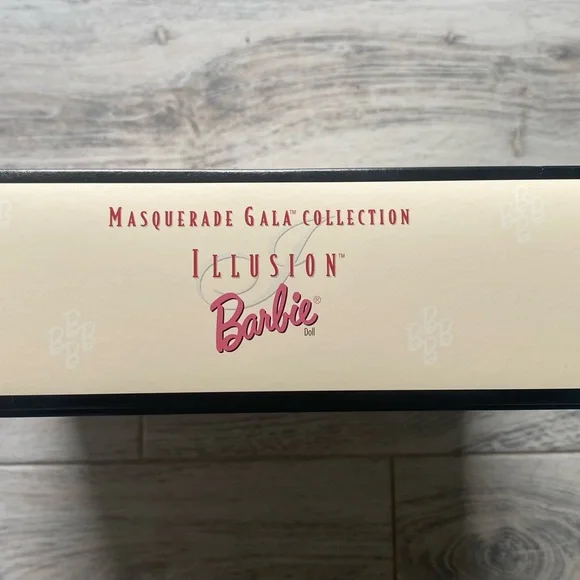 MASQUERADE GALA™ COLLECTION
ILLUSION™
Barbie®
Doll